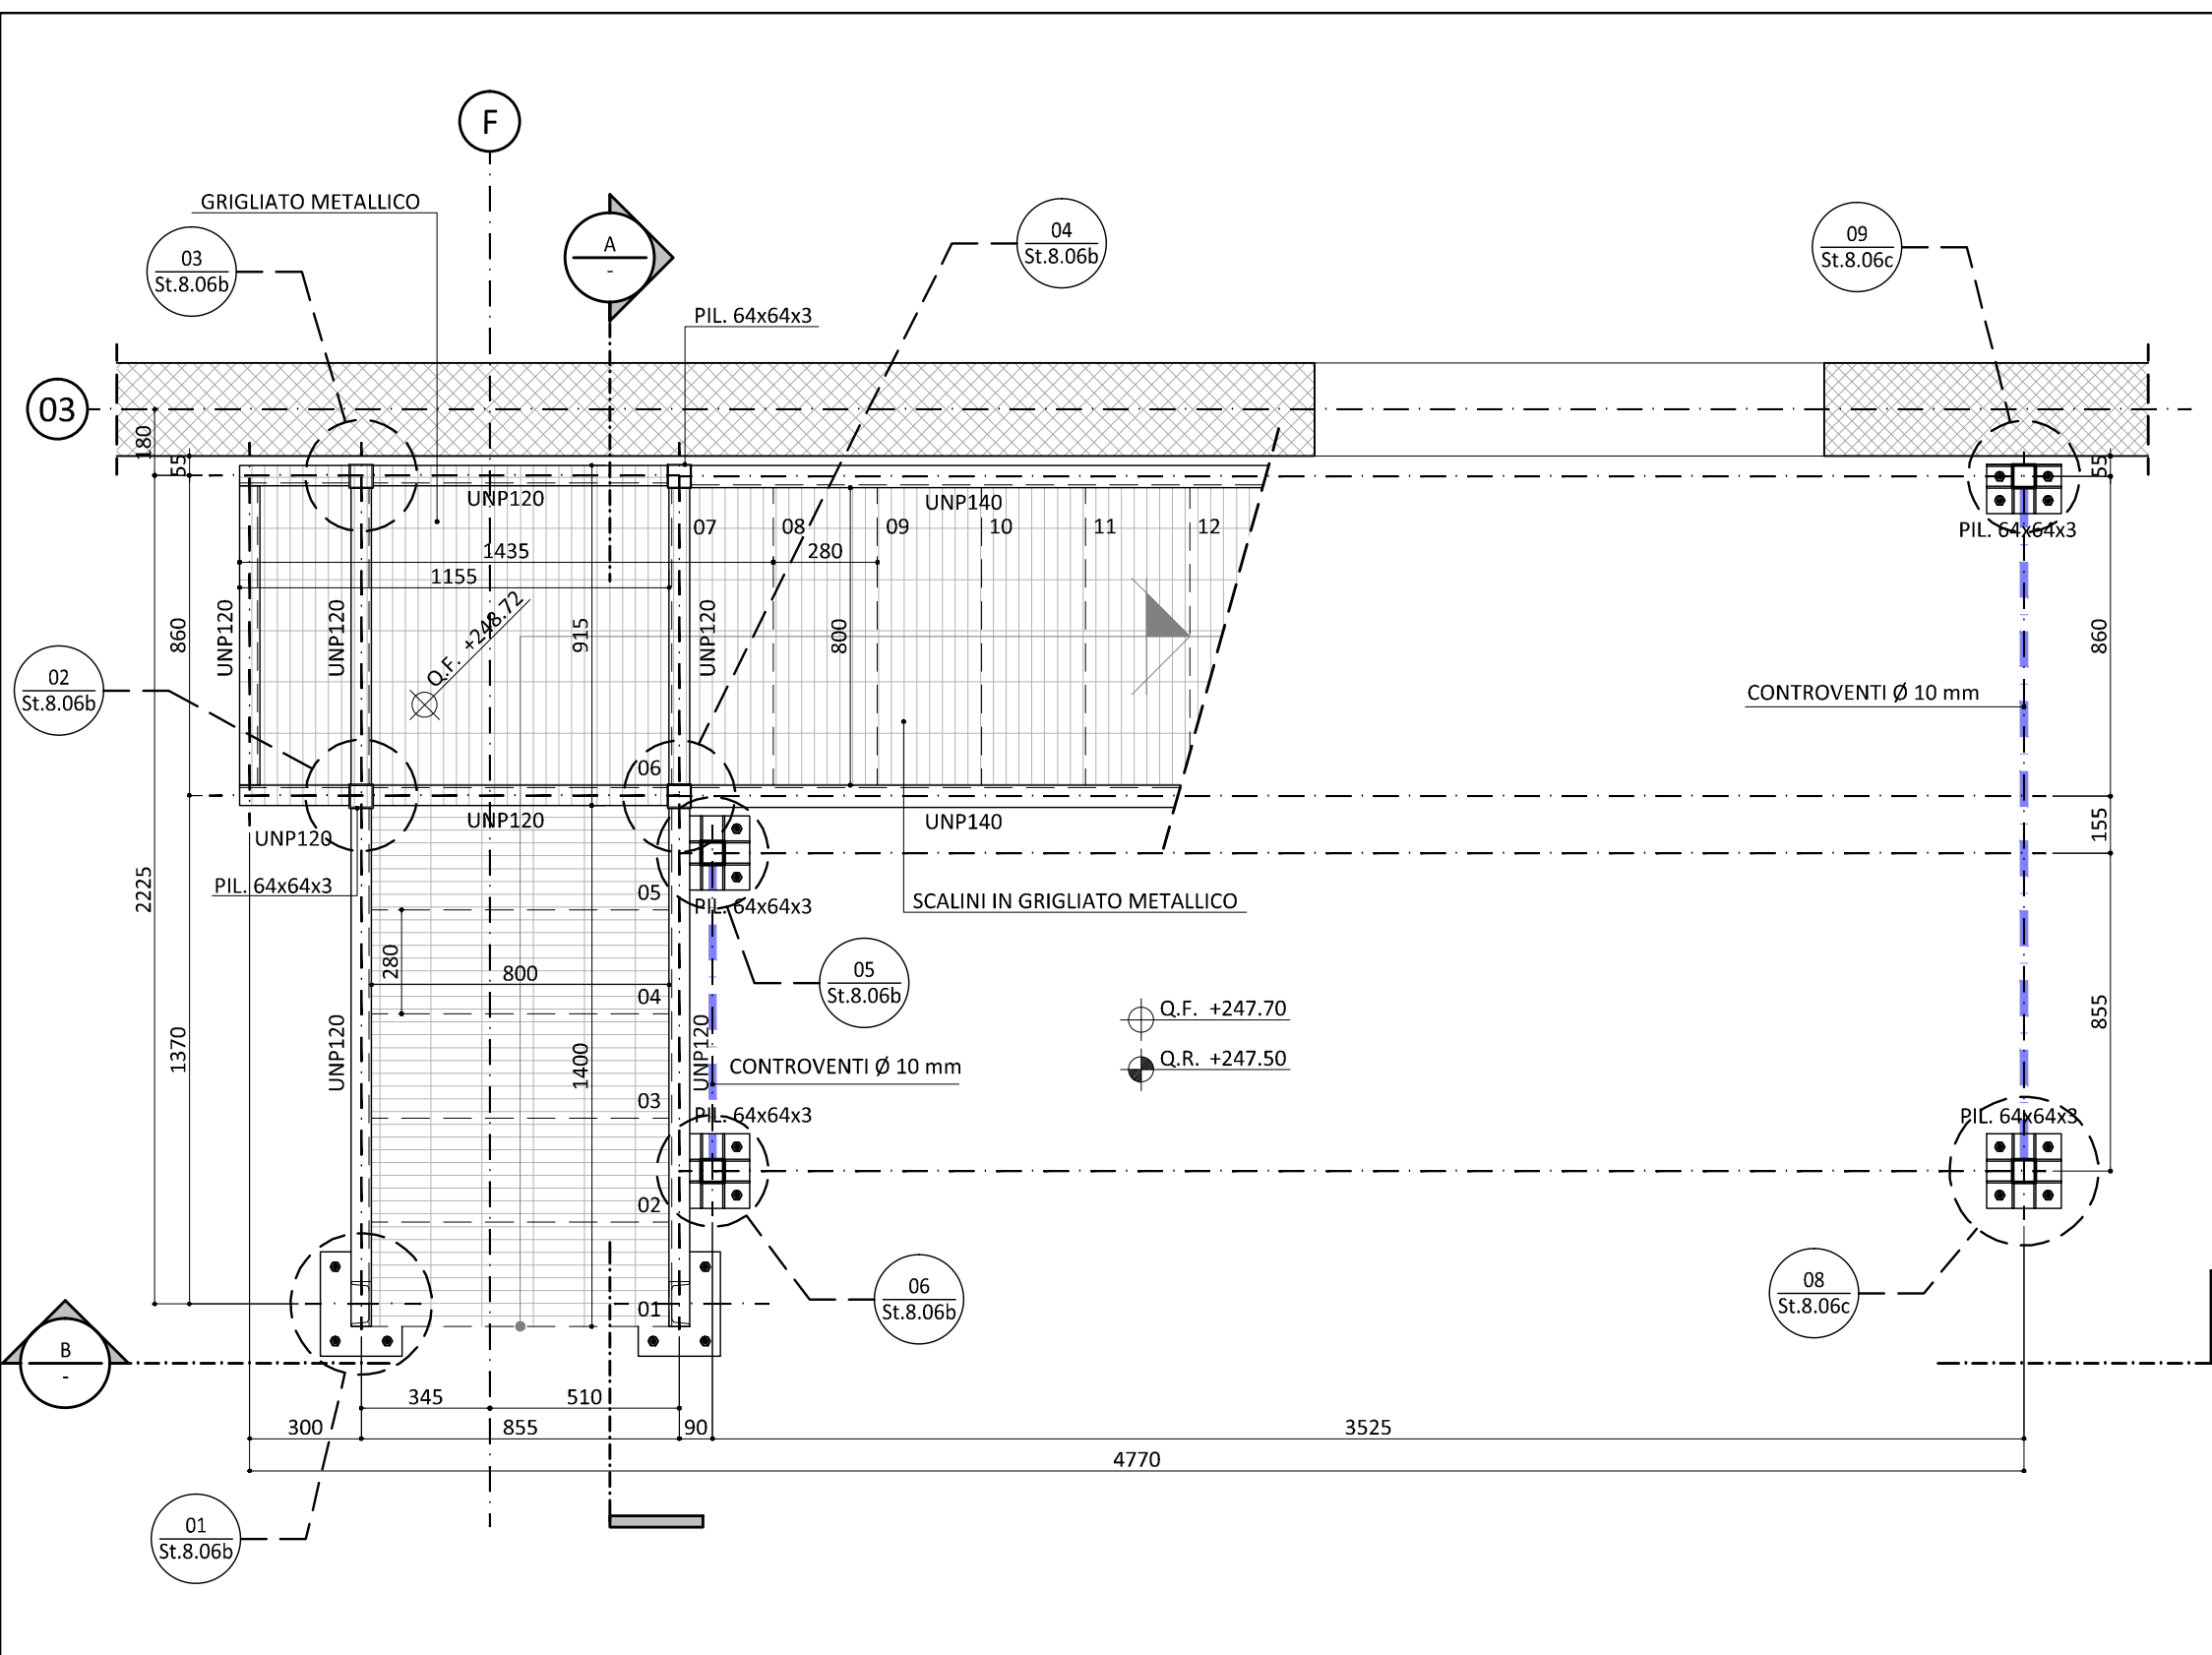 F
GRIGLIATO METALLICO
03
St.8.06b
A
-
04
St.8.06b
09
St.8.06c
PIL. 64x64x3
03
180
55
55
UNP120
UNP140
07
08
09
10
11
12
PIL. 64x64x3
1435
280
1155
860
UNP120
UNP120
Q.F. +248.72
915
UNP120
800
860
02
St.8.06b
CONTROVENTI Ø 10 mm
06
UNP120
UNP120
UNP140
155
2225
PIL. 64x64x3
05
PIL. 64x64x3
SCALINI IN GRIGLIATO METALLICO
280
800
05
St.8.06b
04
Q.F. +247.70
855
1370
UNP120
1400
UNP120
CONTROVENTI Ø 10 mm
Q.R. +247.50
03
PIL. 64x64x3
PIL. 64x64x3
02
06
St.8.06b
08
St.8.06c
01
B
-
345
510
300
855
90
3525
4770
01
St.8.06b